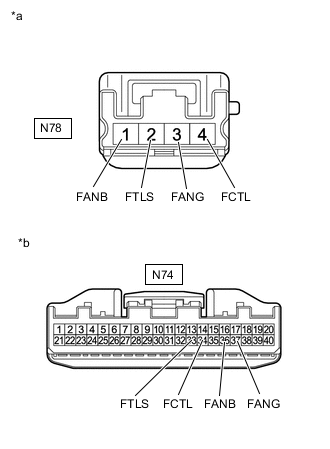 *a
N78
1 2 3 4
FANB FTLS FANG FCTL
*b
N74
1 2 3 4 5 6 7 8 9 10 11 12 13 14 15 16 17 18 19 20
21 22 23 24 25 26 27 28 29 30 31 32 33 34 35 36 37 38 39 40
FTLS FCTL FANB FANG